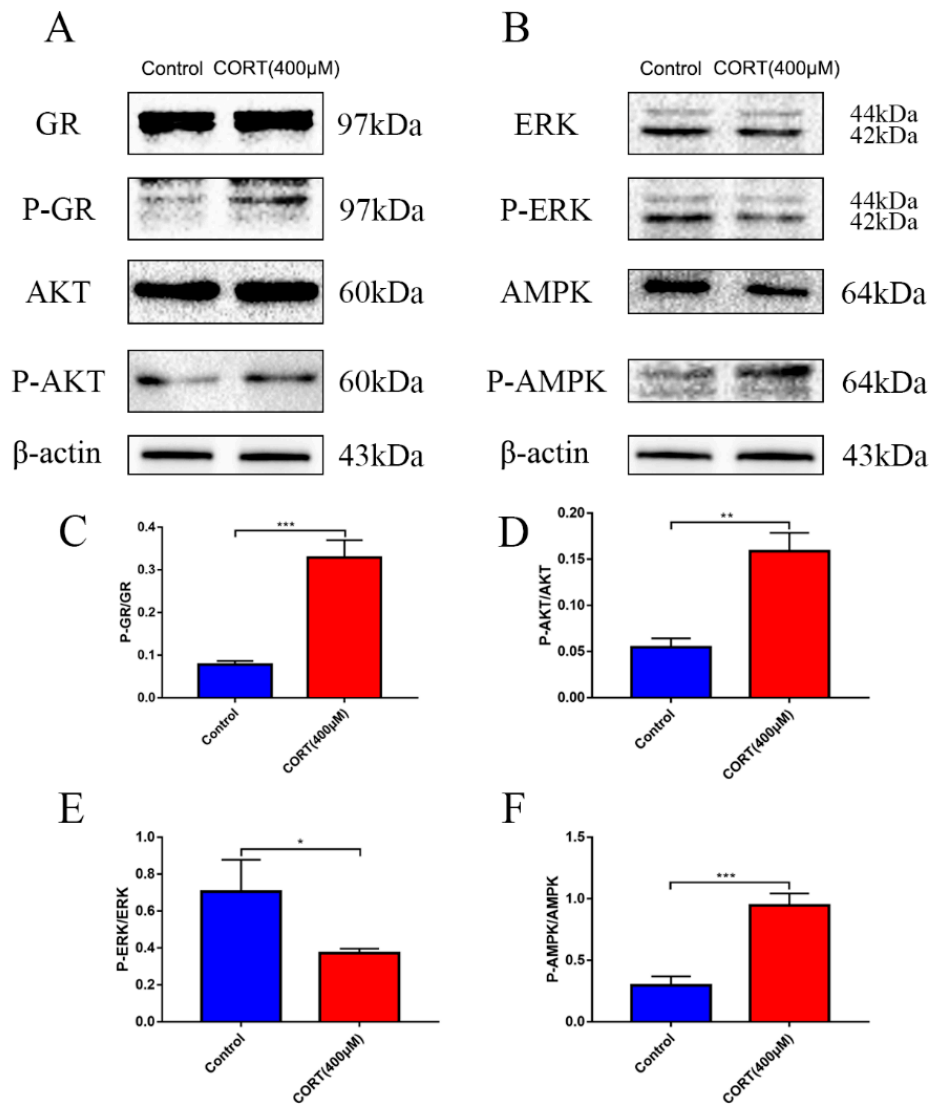 A
Control CORT(400μM)
GR 97kDa
P-GR 97kDa
AKT 60kDa
P-AKT 60kDa
β-actin 43kDa
B
Control CORT(400μM)
ERK 44kDa
42kDa
P-ERK 44kDa
42kDa
AMPK 64kDa
P-AMPK 64kDa
β-actin 43kDa
C
***
P-GR/GR
0.4
0.3
0.2
0.1
0.0
Control
CORT(400μM)
D
**
P-AKT/AKT
0.20
0.15
0.10
0.05
0.00
Control
CORT(400μM)
E
*
P-ERK/ERK
1.0
0.8
0.6
0.4
0.2
0.0
Control
CORT(400μM)
F
***
P-AMPK/AMPK
1.5
1.0
0.5
0.0
Control
CORT(400μM)